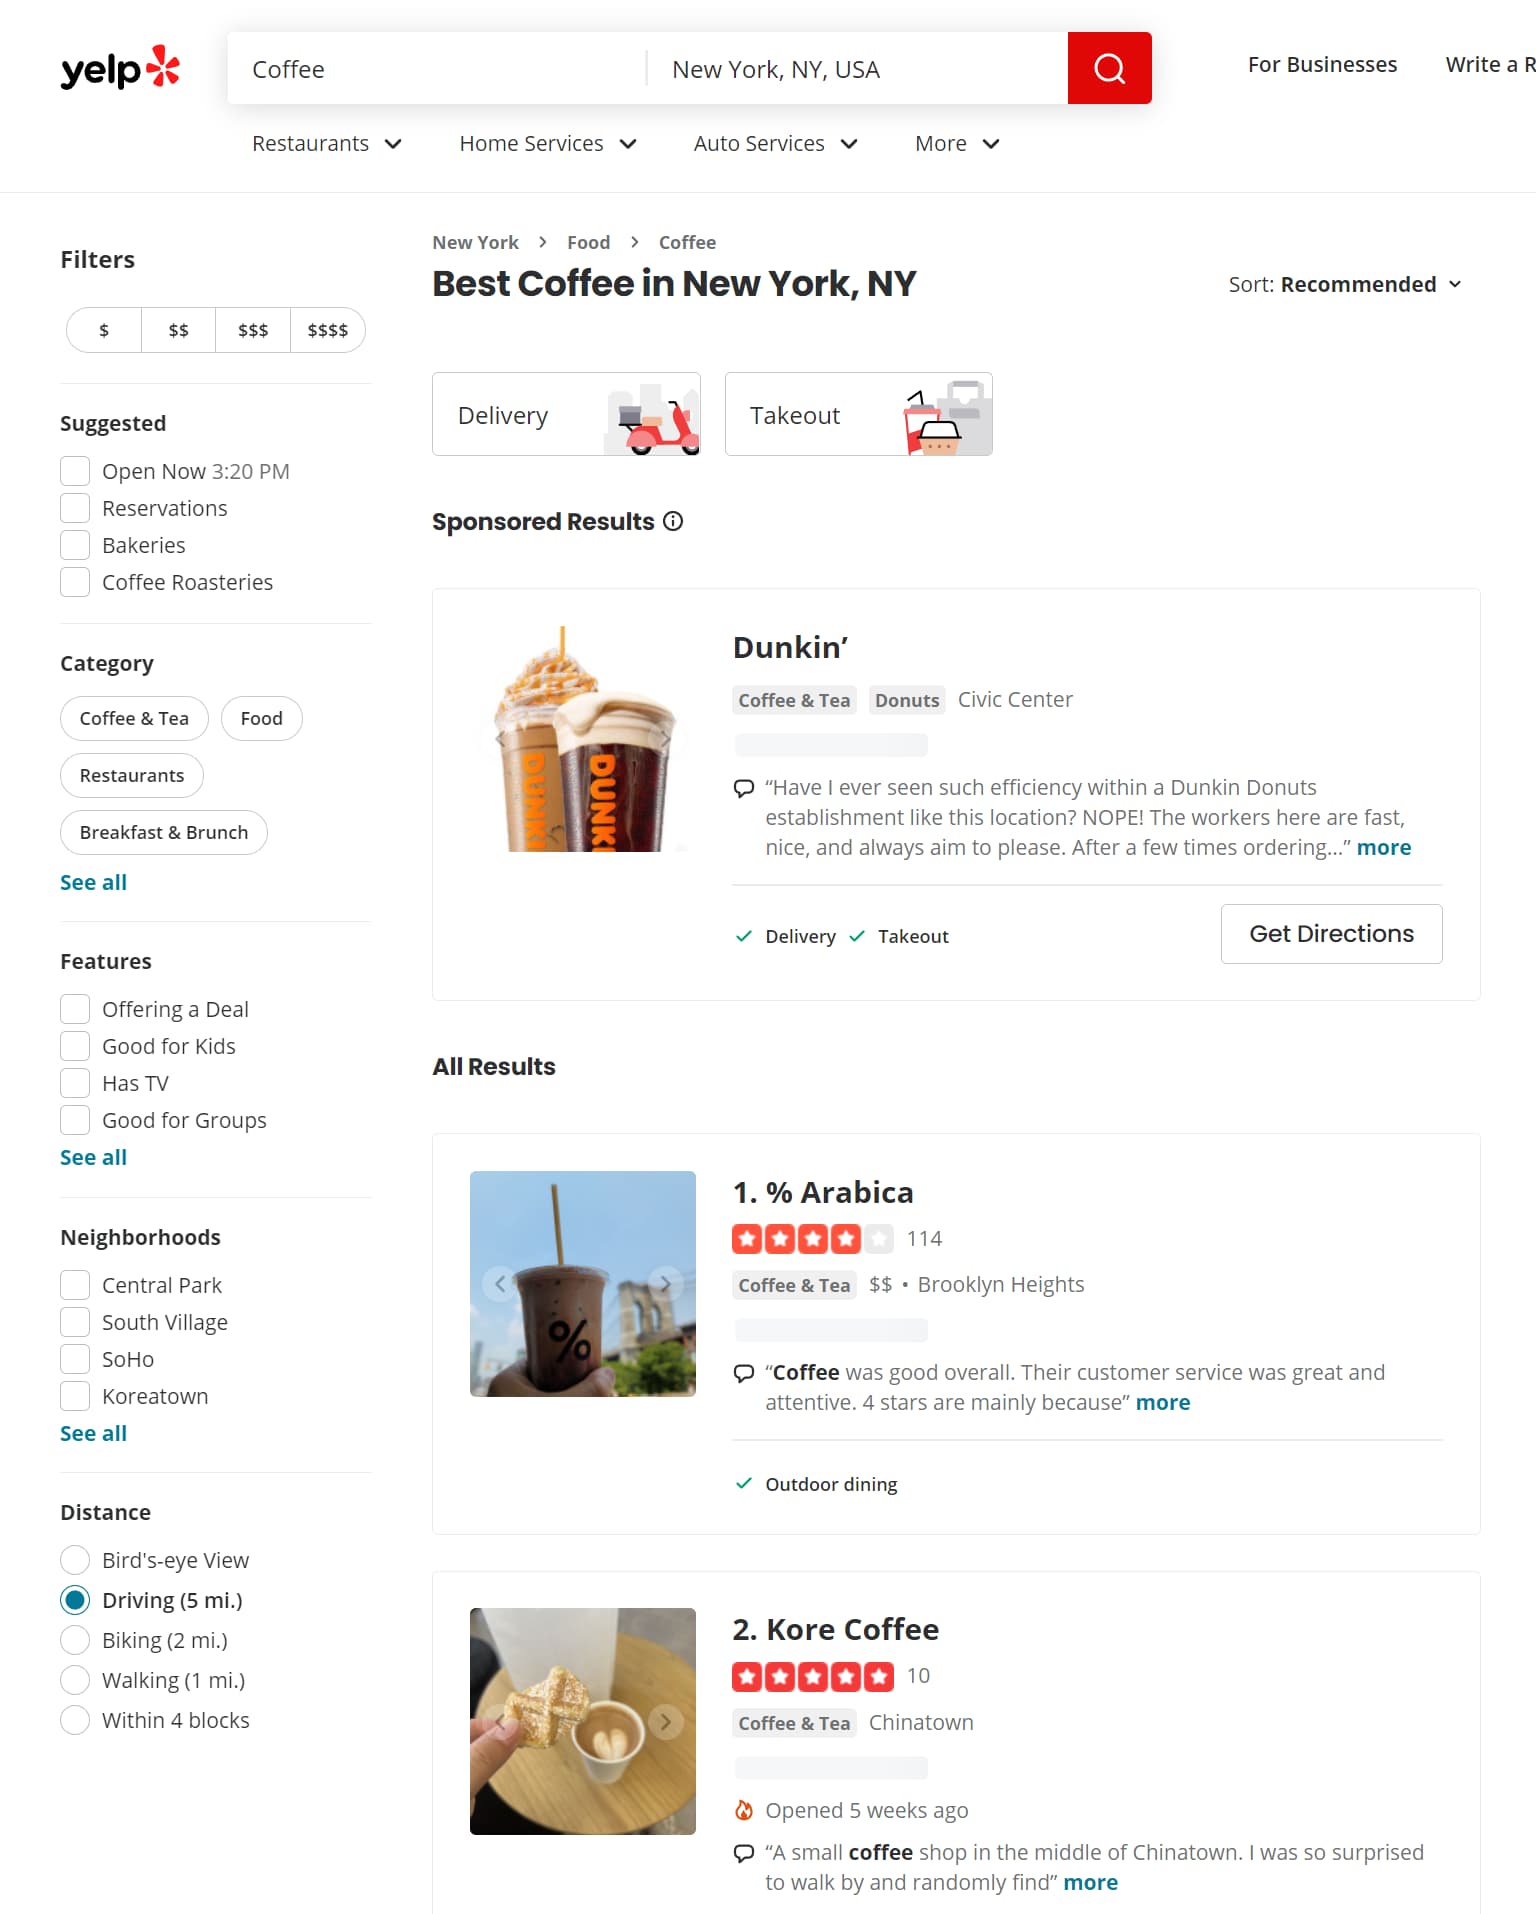 yelp
Coffee
New York, NY, USA
For Businesses
Write a R
Restaurants
Home Services
Auto Services
More
Filters
$
$$
$$$
$$$$
Suggested
Open Now 3:20 PM
Reservations
Bakeries
Coffee Roasteries
Category
Coffee & Tea
Food
Restaurants
Breakfast & Brunch
See all
Features
Offering a Deal
Good for Kids
Has TV
Good for Groups
See all
Neighborhoods
Central Park
South Village
SoHo
Koreatown
See all
Distance
Bird's-eye View
Driving (5 mi.)
Biking (2 mi.)
Walking (1 mi.)
Within 4 blocks
New York > Food > Coffee
Best Coffee in New York, NY
Sort: Recommended
Delivery
Takeout
Sponsored Results
DUNKI
DUNKI
Dunkin’
Coffee & Tea
Donuts
Civic Center
“Have I ever seen such efficiency within a Dunkin Donuts
establishment like this location? NOPE! The workers here are fast,
nice, and always aim to please. After a few times ordering…” more
Delivery
Takeout
Get Directions
All Results
%
1. % Arabica
114
Coffee & Tea
$$ • Brooklyn Heights
“Coffee was good overall. Their customer service was great and
attentive. 4 stars are mainly because” more
Outdoor dining
2. Kore Coffee
10
Coffee & Tea
Chinatown
Opened 5 weeks ago
“A small coffee shop in the middle of Chinatown. I was so surprised
to walk by and randomly find” more